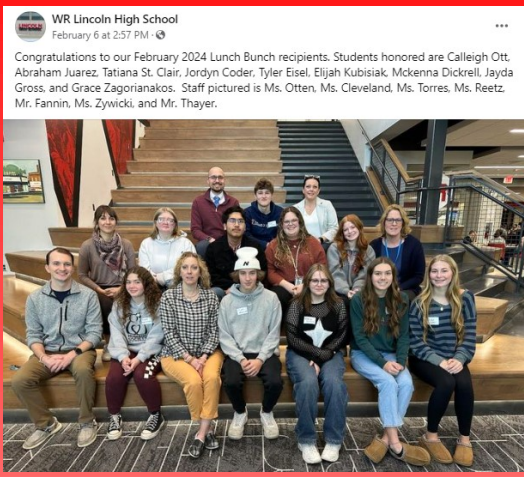 WR Lincoln High School
February 6 at 2:57 PM ·
Congratulations to our February 2024 Lunch Bunch recipients. Students honored are Calleigh Ott,
Abraham Juarez, Tatiana St. Clair, Jordyn Coder, Tyler Eisel, Elijah Kubisiak, Mckenna Dickrell, Jayda
Gross, and Grace Zagorianakos.  Staff pictured is Ms. Otten, Ms. Cleveland, Ms. Torres, Ms. Reetz,
Mr. Fannin, Ms. Zywicki, and Mr. Thayer.